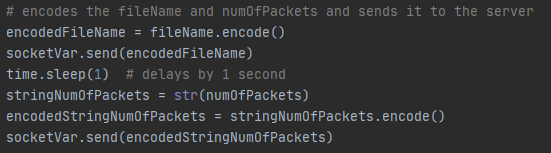 # encodes the fileName and numOfPackets and sends it to the server
encodedFileName = fileName.encode()
socketVar.send(encodedFileName)
time.sleep(1)  # delays by 1 second
stringNumOfPackets = str(numOfPackets)
encodedStringNumOfPackets = stringNumOfPackets.encode()
socketVar.send(encodedStringNumOfPackets)